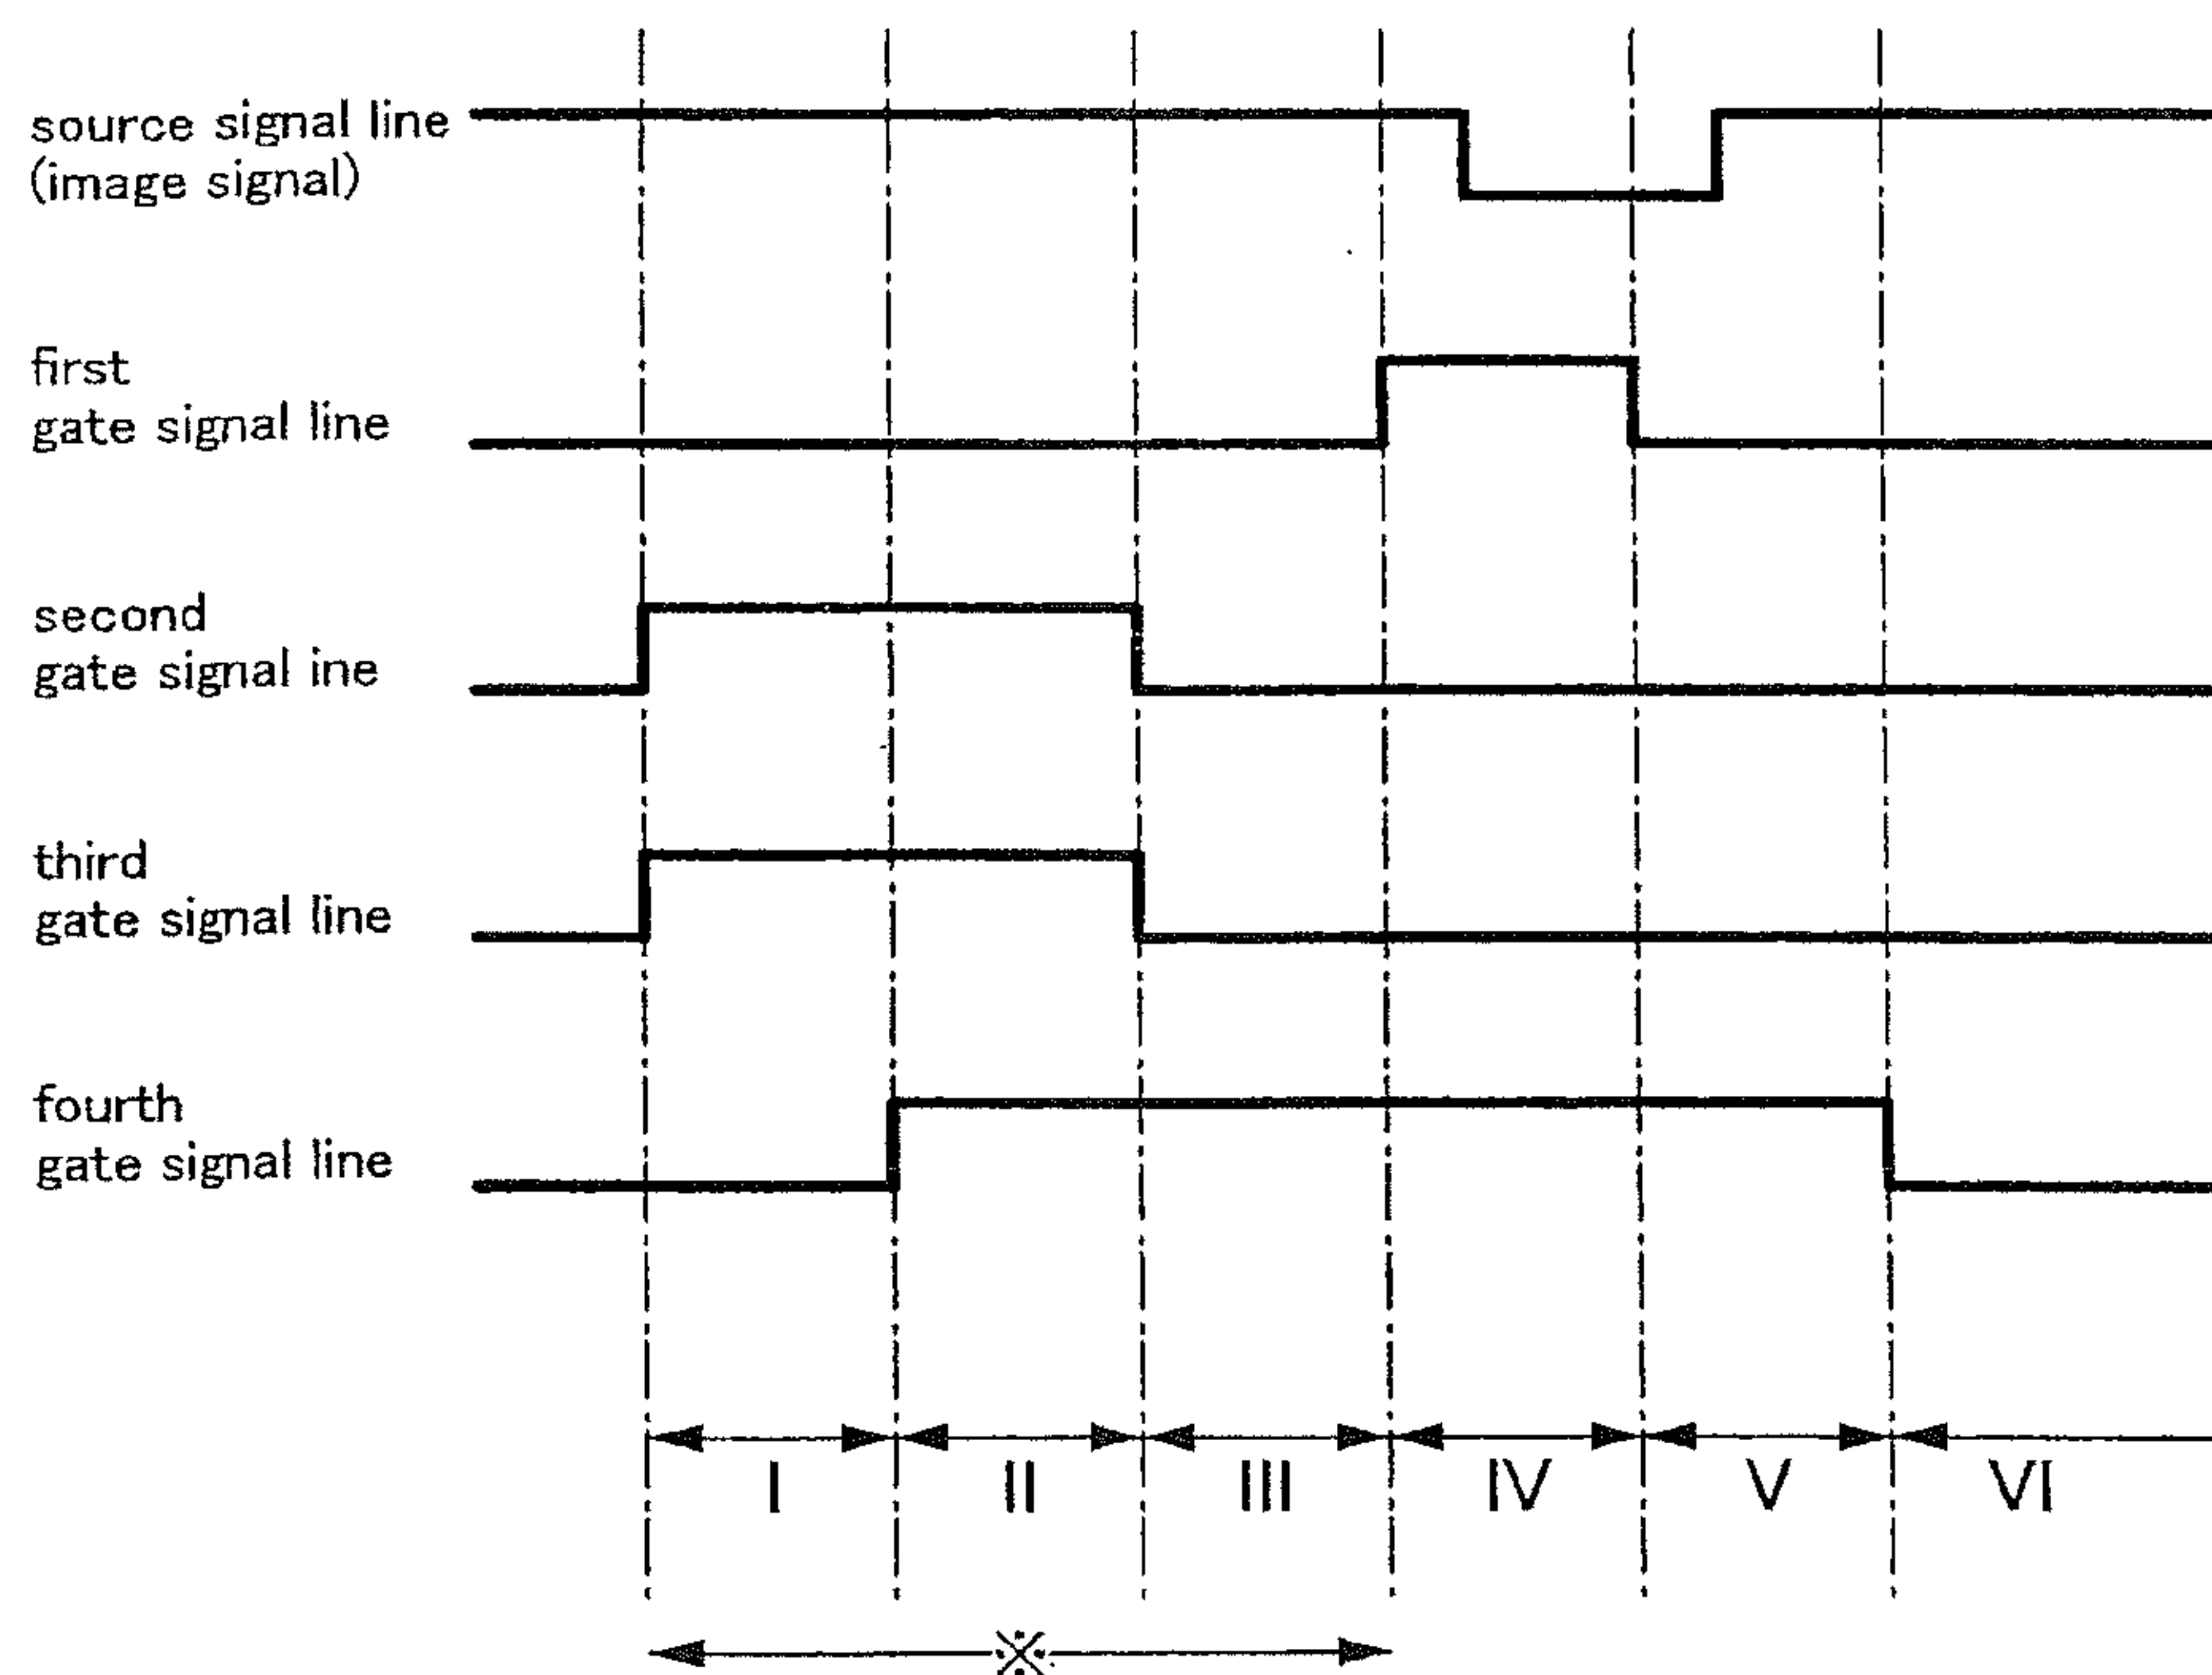 source signal line
(image signal)
first
gate signal line
second
gate signal ine
third
gate signal line
fourth
gate signal line
I II III IV V VI
※